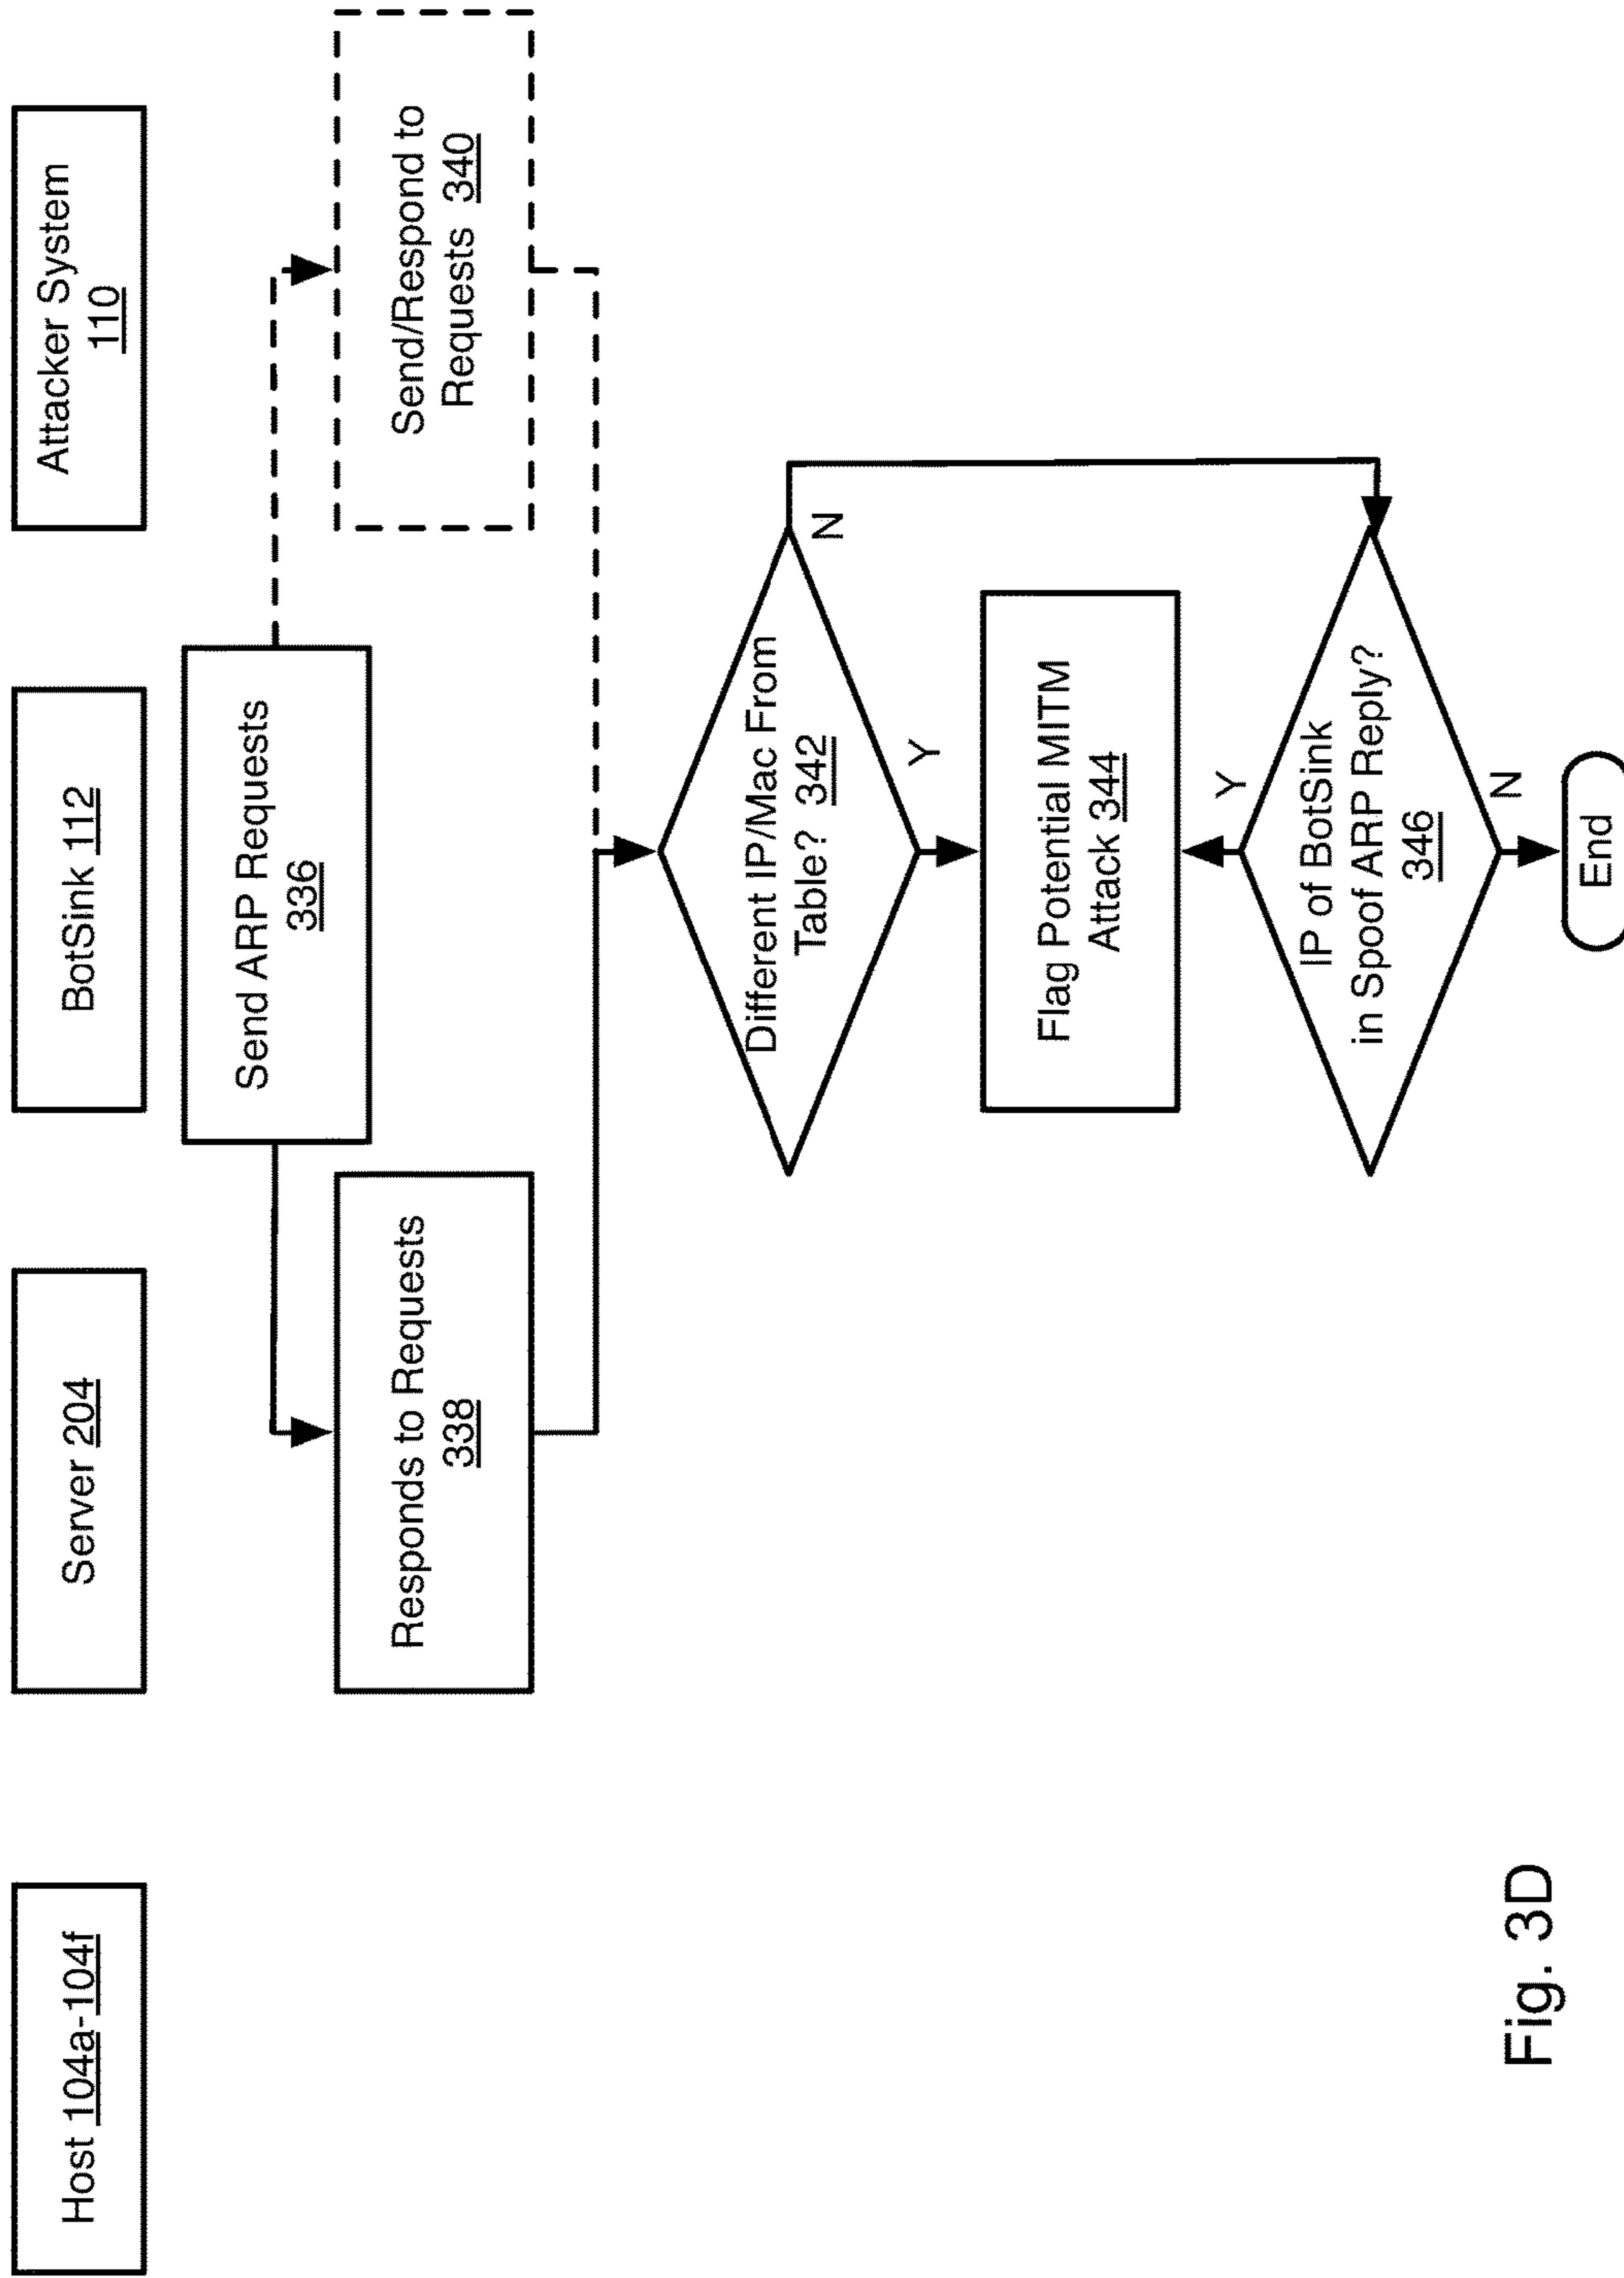 Host 104a-104f
Server 204
BotSink 112
Attacker System
110
Send ARP Requests
336
Responds to Requests
338
Send/Respond to
Requests 340
Different IP/Mac From
Table? 342
N
Y
Flag Potential MITM
Attack 344
Y
IP of BotSink
in Spoof ARP Reply?
346
N
End
Fig. 3D